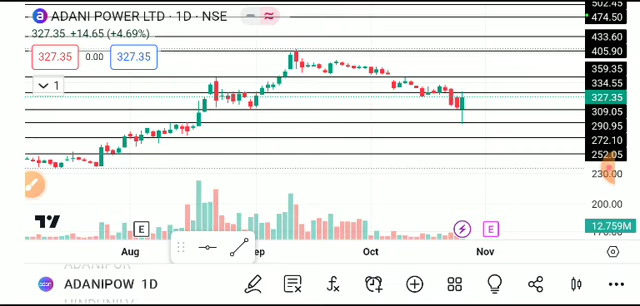 ADANI POWER LTD · 1D · NSE
327.35 +14.65 (+4.69%)
327.35 0.00 327.35
1
502.45
474.50
433.60
405.90
359.35
334.55
327.35
309.05
290.95
272.10
252.05
230.00
200.00
12.759M
E
E
Aug
Oct
Nov
ADANIPOW 1D